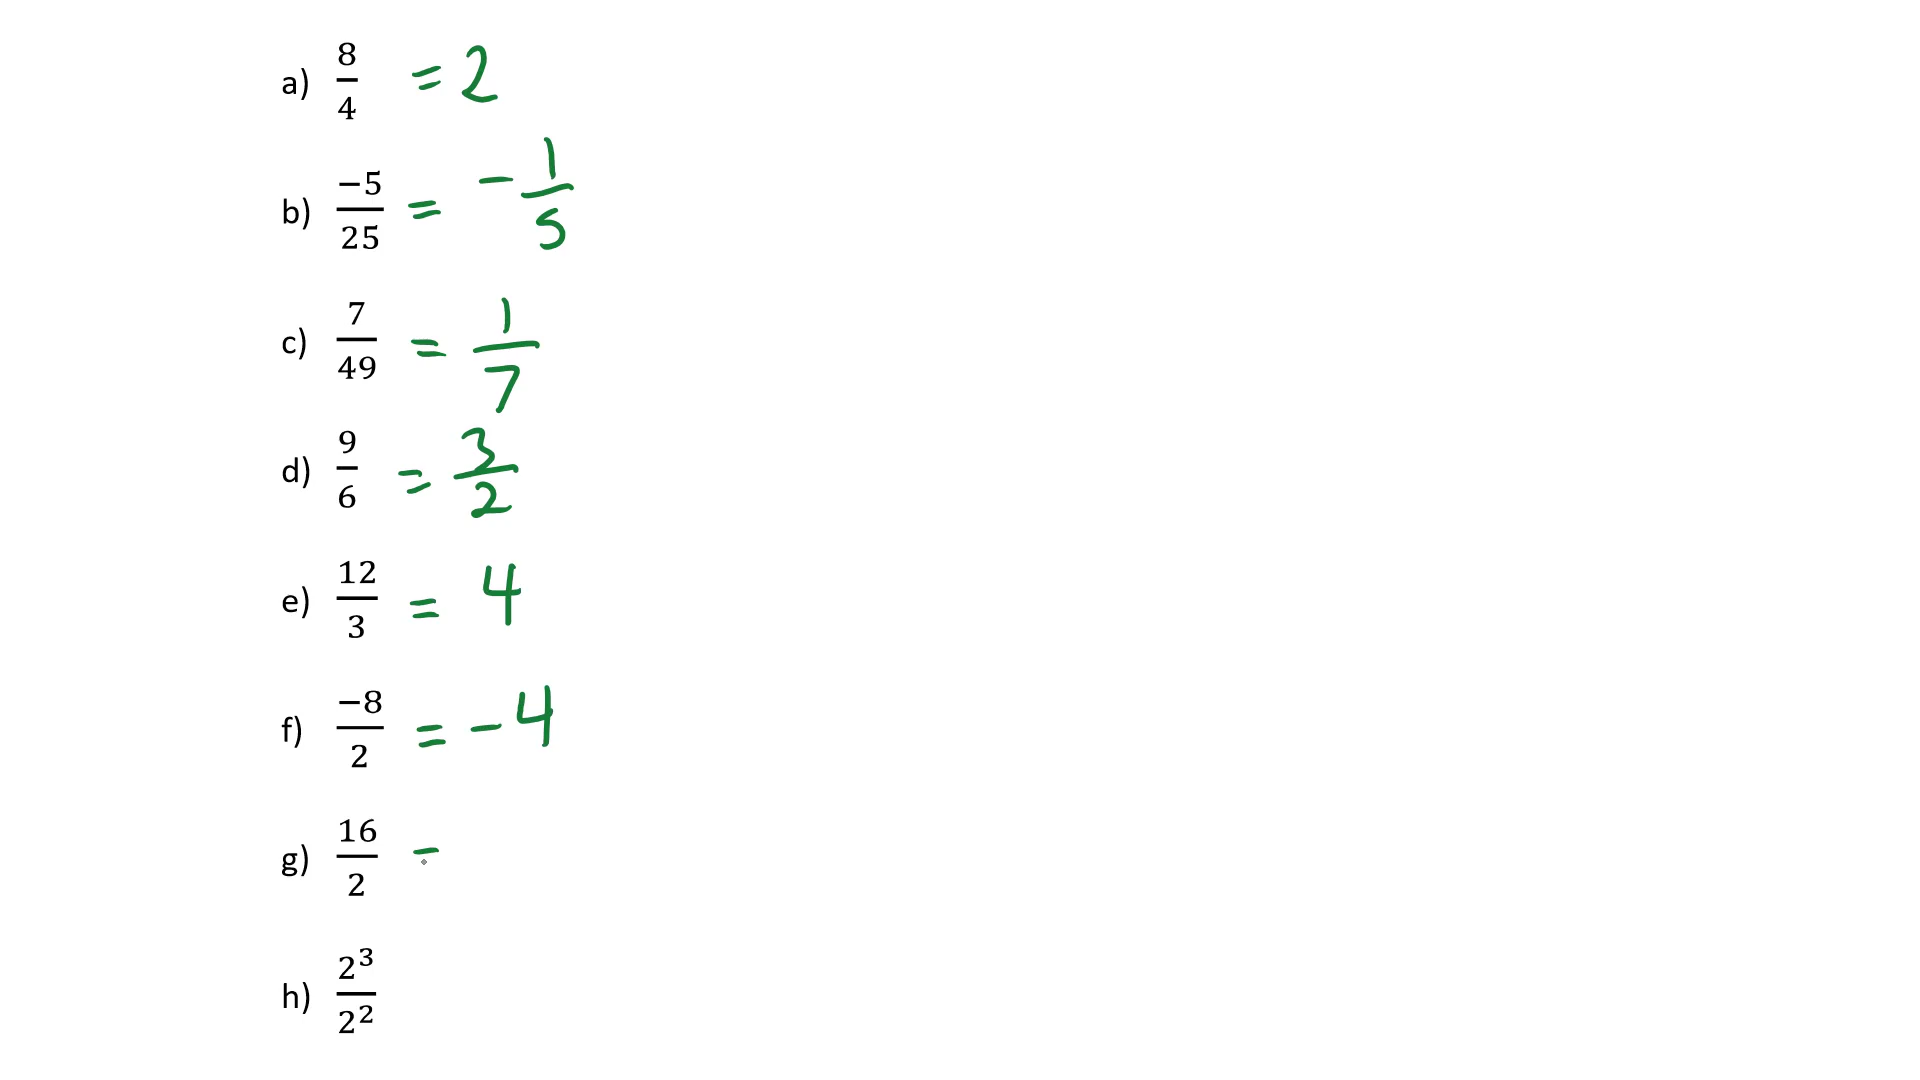 a) 8/4 = 2
b) −5/25 = −1/5
c) 7/49 = 1/7
d) 9/6 = 3/2
e) 12/3 = 4
f) −8/2 = −4
g) 16/2 −
h) 2³/2²